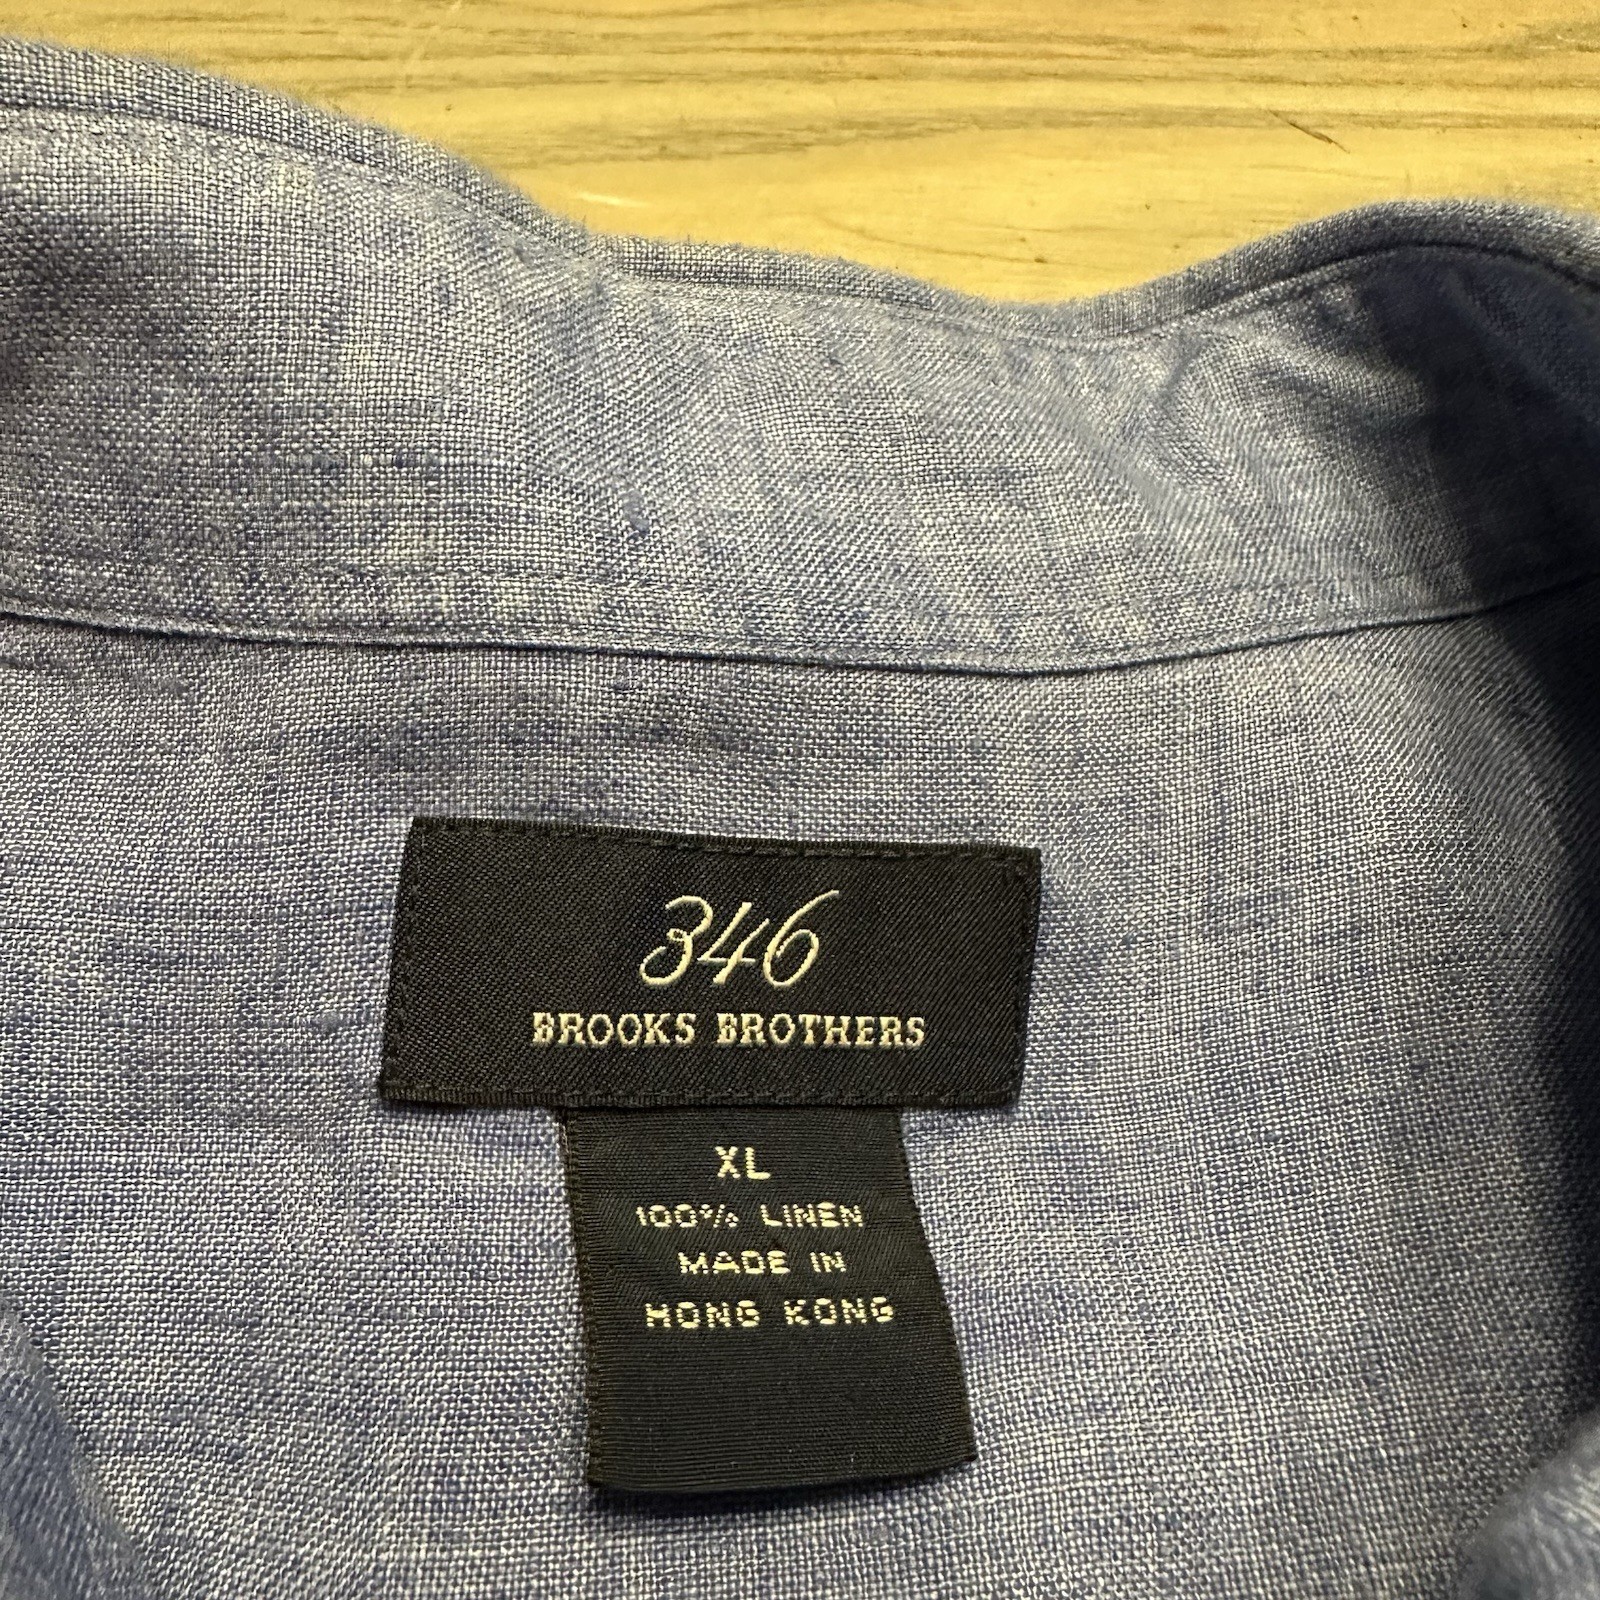 346
BROOKS BROTHERS
XL
100% LINEN
MADE IN
HONG KONG